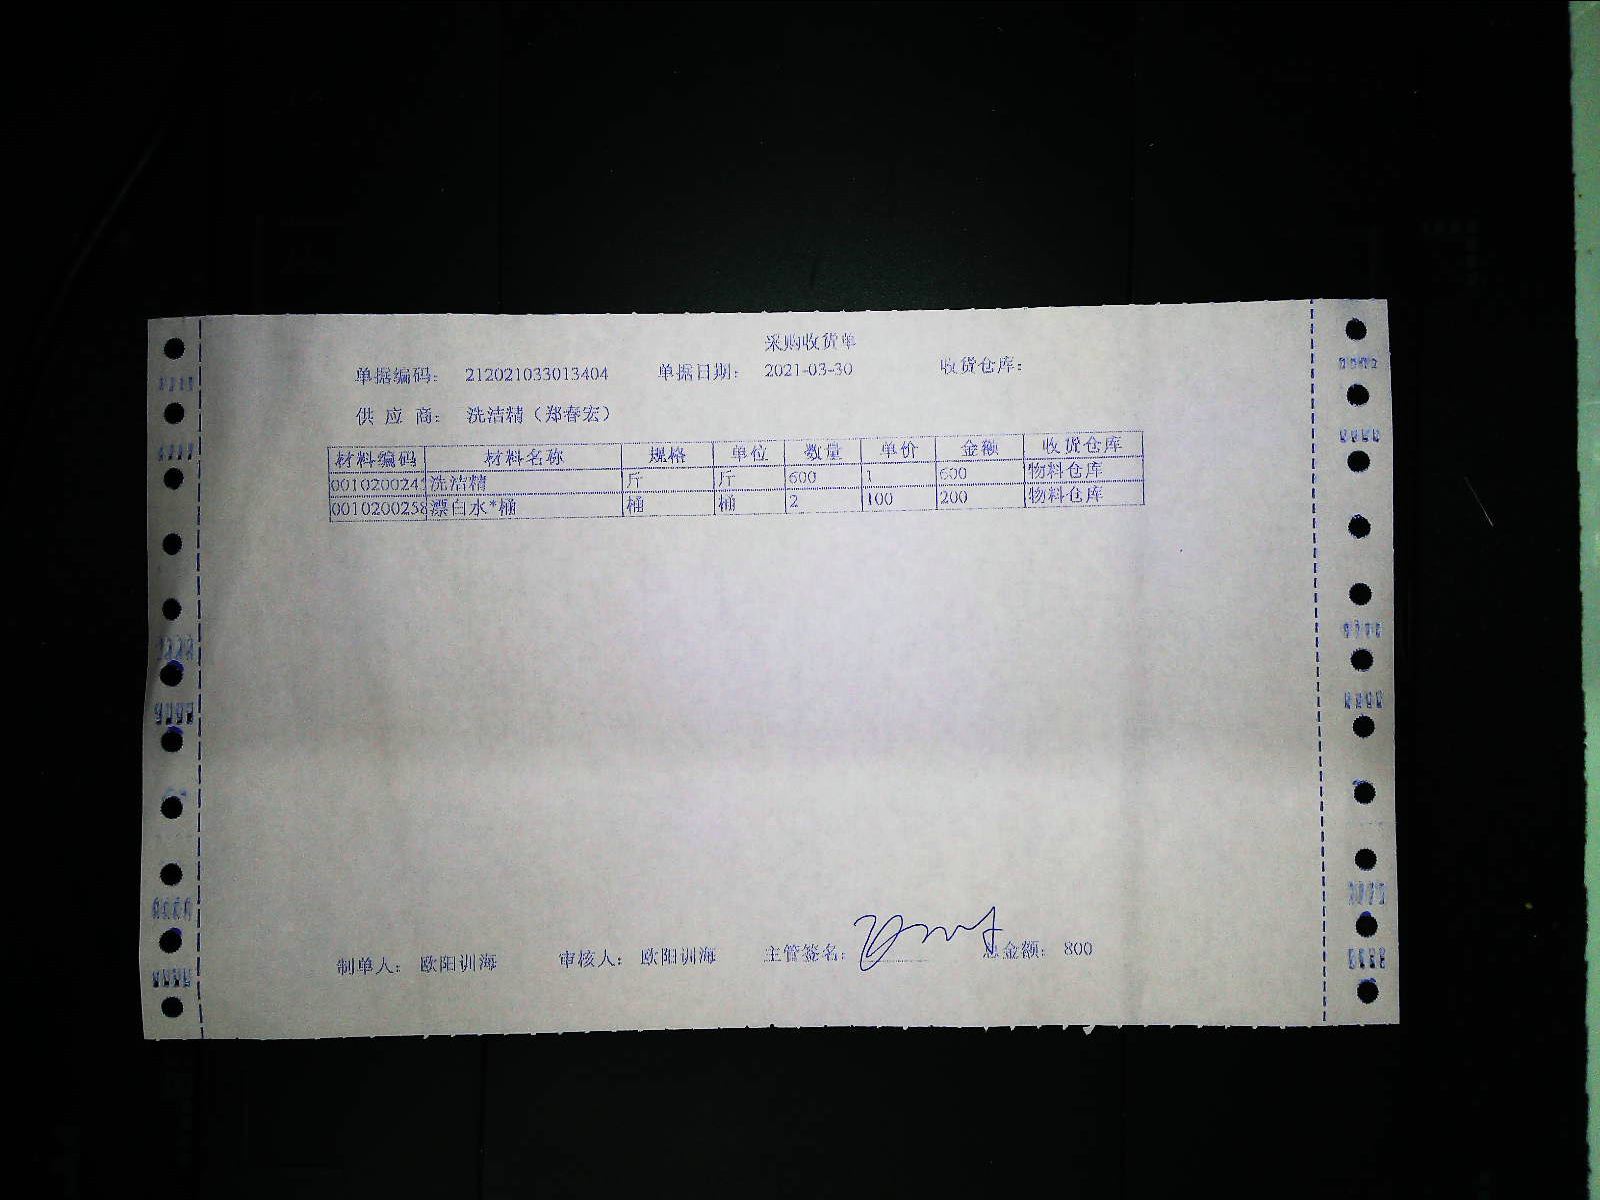 采购收货单
单据编码： 212021033013404 单据日期： 2021-03-30 收货仓库：
供 应 商： 洗洁精（郑春宏）
材料编码 材料名称 规格 单位 数量 单价 金额 收货仓库
001020024 洗洁精 斤 斤 600 1 600 物料仓库
0010200258 漂白水*桶 桶 桶 2 100 200 物料仓库
制单人： 欧阳训海 审核人： 欧阳训海 主管签名： 总金额： 800